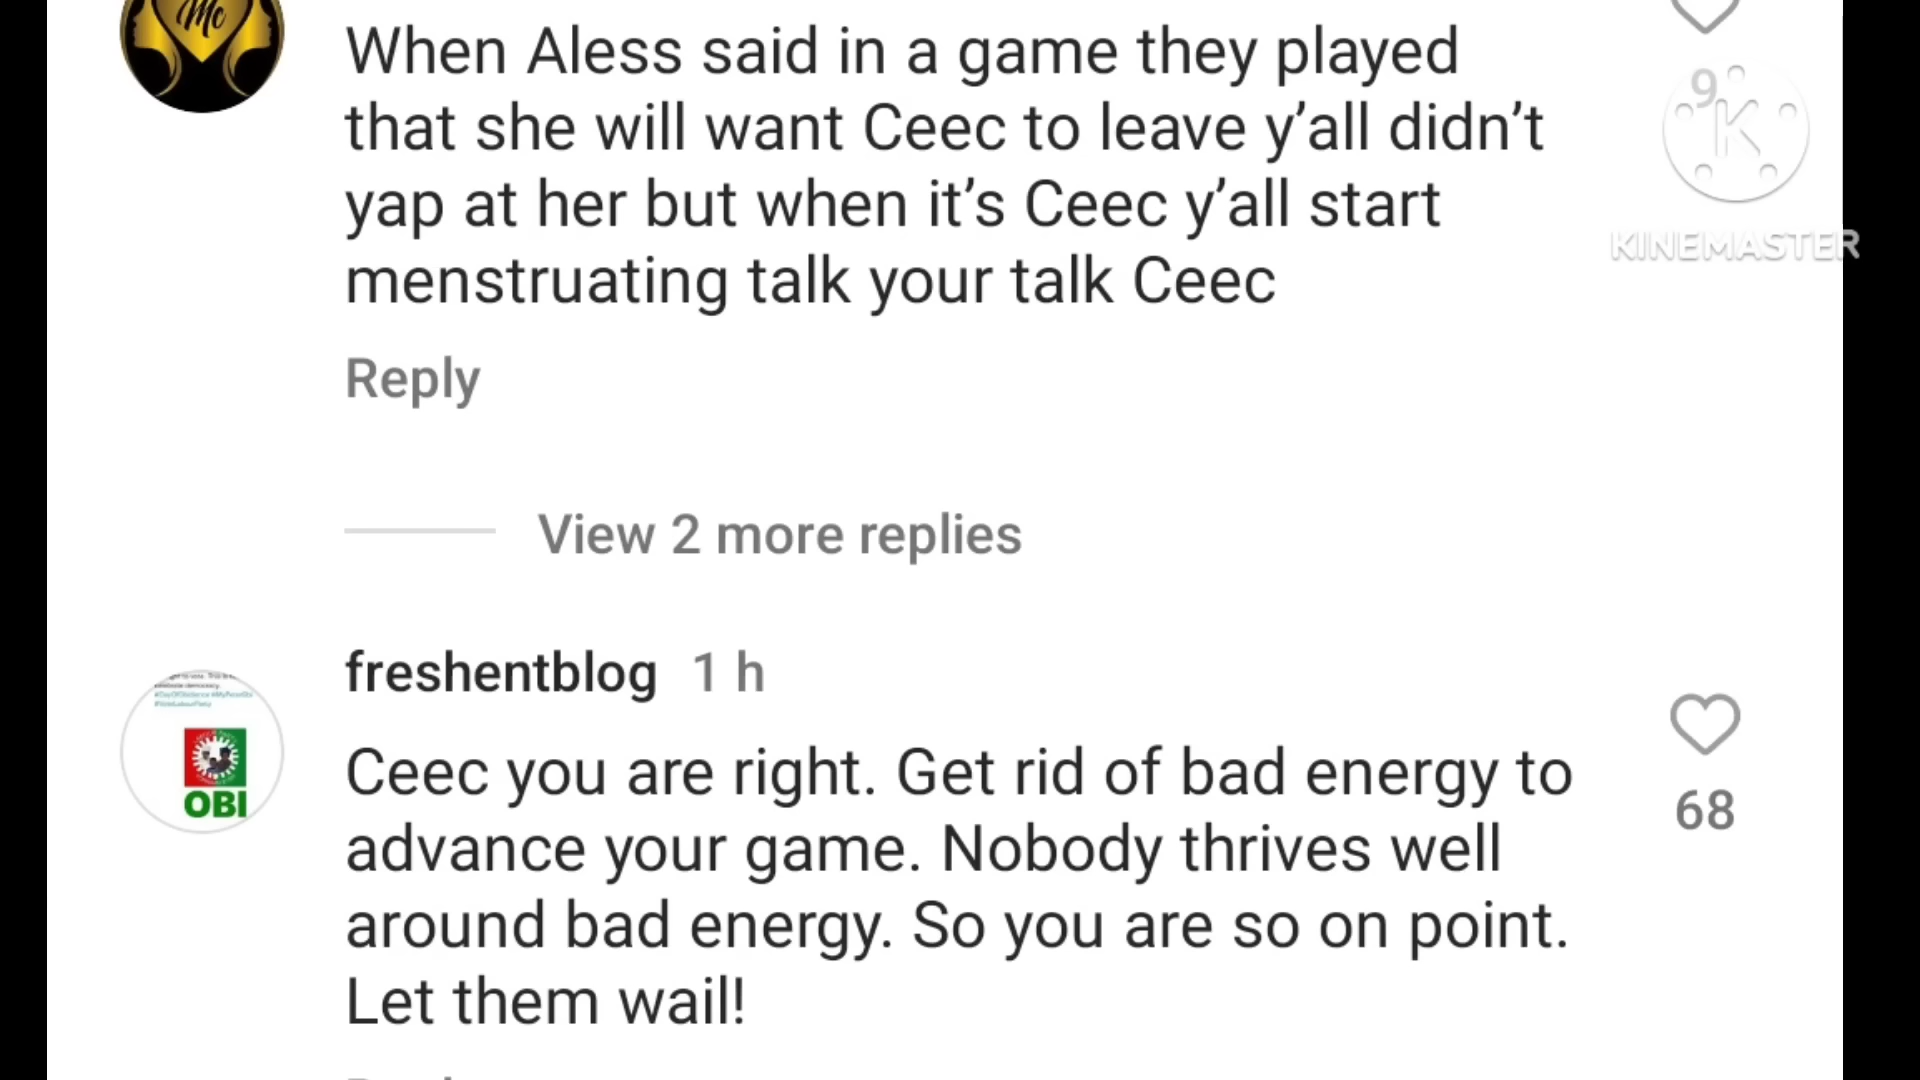 Mc
When Aless said in a game they played
that she will want Ceec to leave y’all didn’t
yap at her but when it’s Ceec y’all start
menstruating talk your talk Ceec
9
K
KINEMASTER
Reply
View 2 more replies
freshentblog 1 h
OBI
Ceec you are right. Get rid of bad energy to
advance your game. Nobody thrives well
around bad energy. So you are so on point.
Let them wail!
68